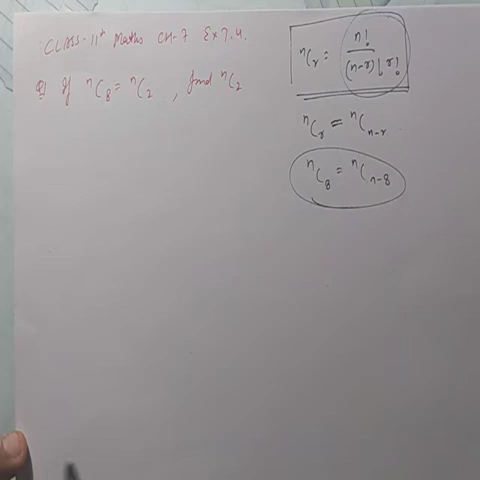 CLASS-11th Maths CH-7 Ex 7.4.
Q1 If ⁿC₈ = ⁿC₂, find ⁿC₂
ⁿCᵣ = n! / (n-r)! r!
ⁿCᵣ = ⁿCₙ₋ᵣ
ⁿC₈ = ⁿCₙ₋₈